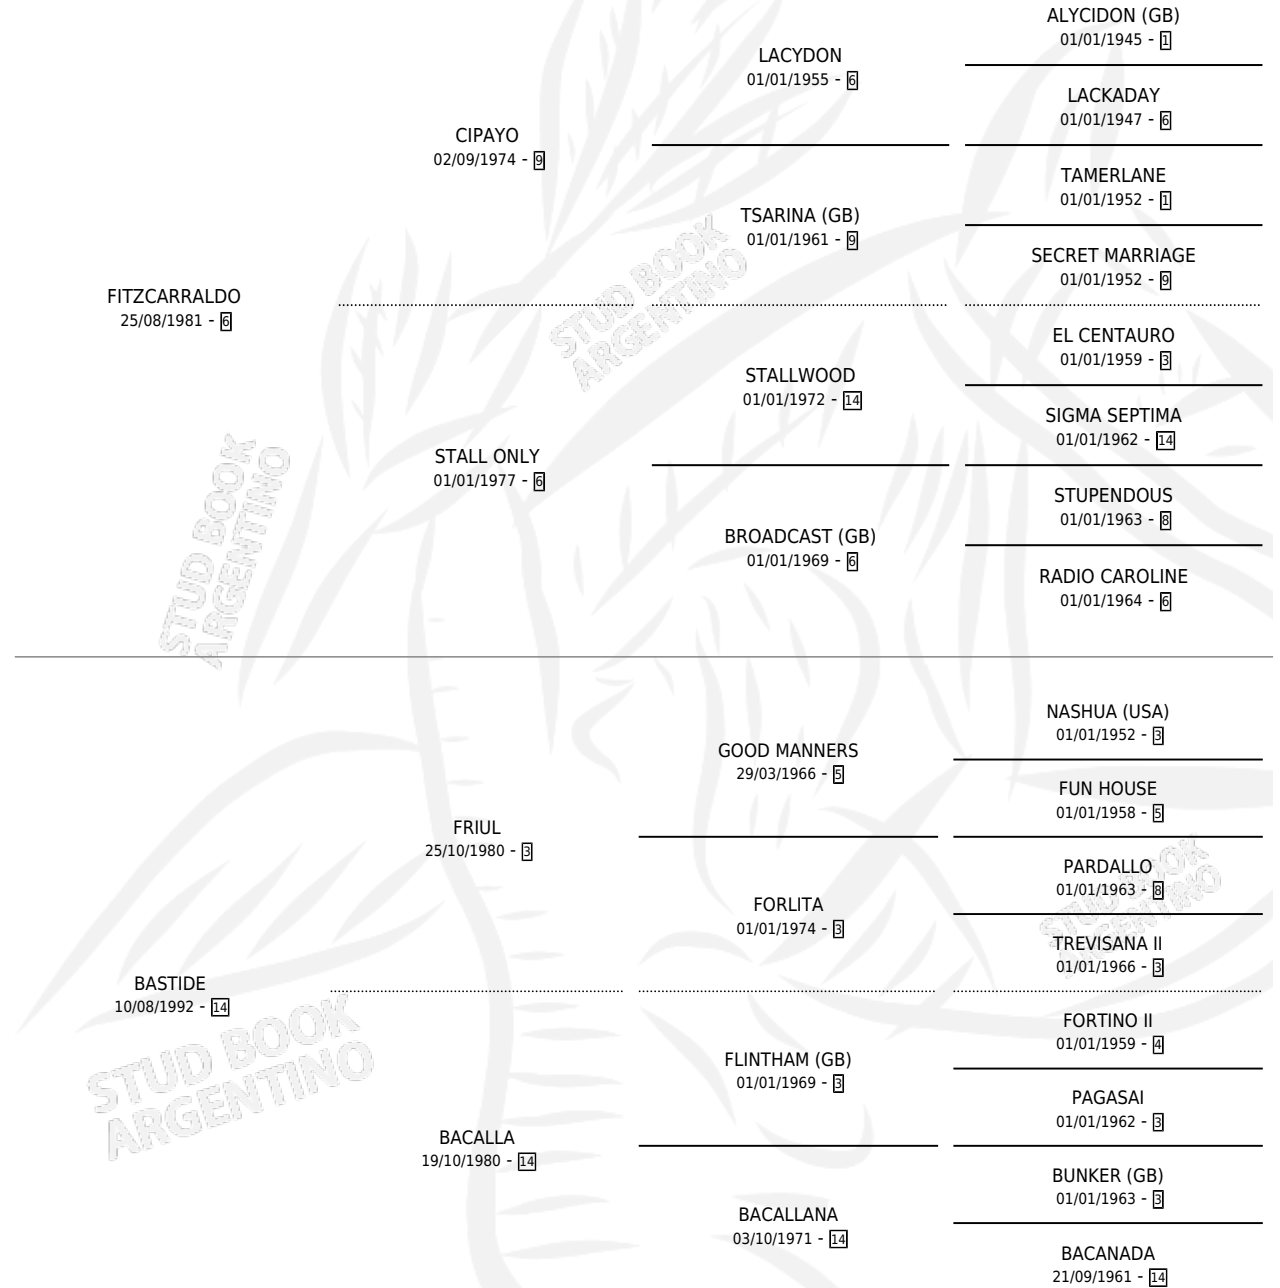 ALYCIDON (GB)
01/01/1945 - 1
LACYDON
01/01/1955 - 6
LACKADAY
01/01/1947 - 6
CIPAYO
02/09/1974 - 9
TAMERLANE
01/01/1952 - 1
TSARINA (GB)
01/01/1961 - 9
SECRET MARRIAGE
01/01/1952 - 9
STUD BOOK
ARGENTINO
FITZCARRALDO
25/08/1981 - 6
EL CENTAURO
01/01/1959 - 3
STALLWOOD
01/01/1972 - 14
SIGMA SEPTIMA
01/01/1962 - 14
STALL ONLY
01/01/1977 - 6
STUPENDOUS
01/01/1963 - 8
BROADCAST (GB)
01/01/1969 - 6
RADIO CAROLINE
01/01/1964 - 6
STUD BOOK
ARGENTINO
NASHUA (USA)
01/01/1952 - 3
GOOD MANNERS
29/03/1966 - 5
FUN HOUSE
01/01/1958 - 5
FRIUL
25/10/1980 - 3
PARDALLO
01/01/1963 - 8
FORLITA
01/01/1974 - 3
TREVISANA II
01/01/1966 - 3
STUD BOOK
ARGENTINO
BASTIDE
10/08/1992 - 14
FORTINO II
01/01/1959 - 4
FLINTHAM (GB)
01/01/1969 - 3
PAGASAI
01/01/1962 - 3
STUD BOOK
ARGENTINO
BACALLA
19/10/1980 - 14
BUNKER (GB)
01/01/1963 - 3
BACALLANA
03/10/1971 - 14
BACANADA
21/09/1961 - 14